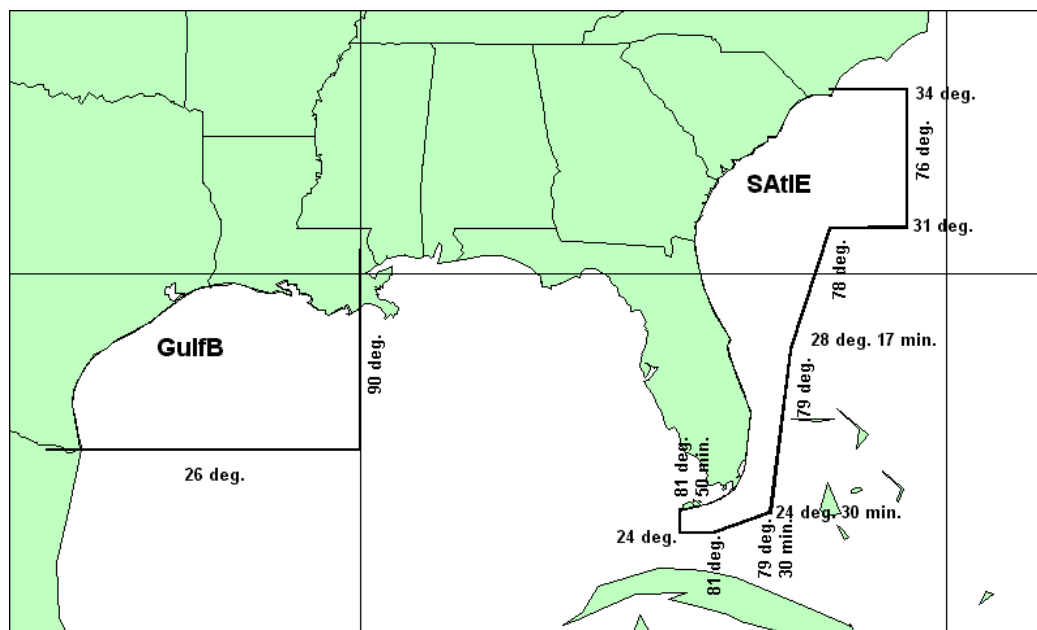 34 deg.
76 deg.
SAtlE
31 deg.
78 deg.
28 deg. 17 min.
GulfB
90 deg.
79 deg.
26 deg.
81 deg.
50 min.
24 deg. 30 min.
24 deg.
81 deg.
79 deg.
30 min.